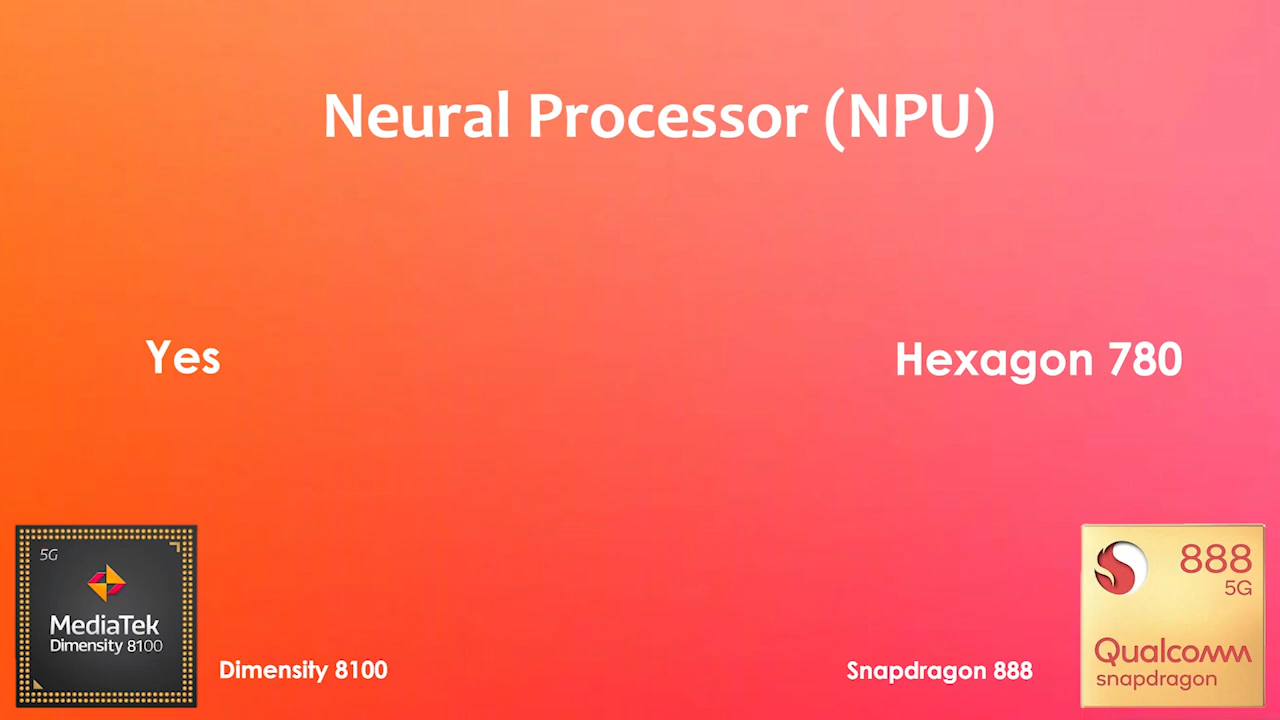 Neural Processor (NPU)
Yes
Hexagon 780
5G
MediaTek
Dimensity 8100
Dimensity 8100
Snapdragon 888
888
5G
Qualcomm
snapdragon